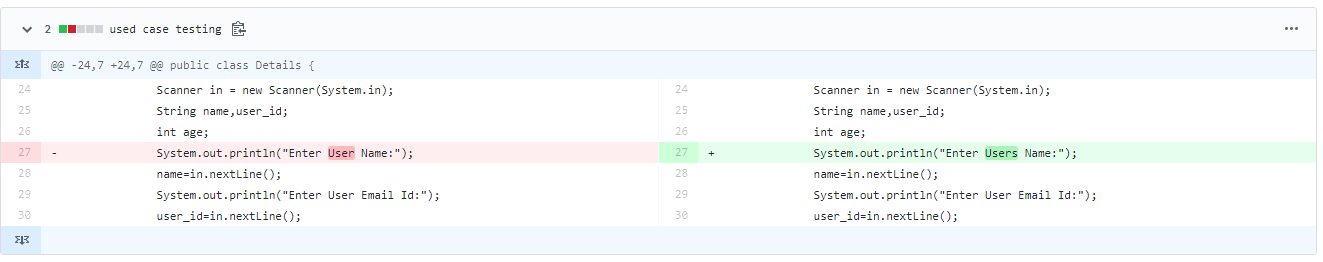 2 used case testing
@@ -24,7 +24,7 @@ public class Details {
24 Scanner in = new Scanner(System.in); 24 Scanner in = new Scanner(System.in);
25 String name,user_id; 25 String name,user_id;
26 int age; 26 int age;
27 - System.out.println("Enter User Name:"); 27 + System.out.println("Enter Users Name:");
28 name=in.nextLine(); 28 name=in.nextLine();
29 System.out.println("Enter User Email Id:"); 29 System.out.println("Enter User Email Id:");
30 user_id=in.nextLine(); 30 user_id=in.nextLine();